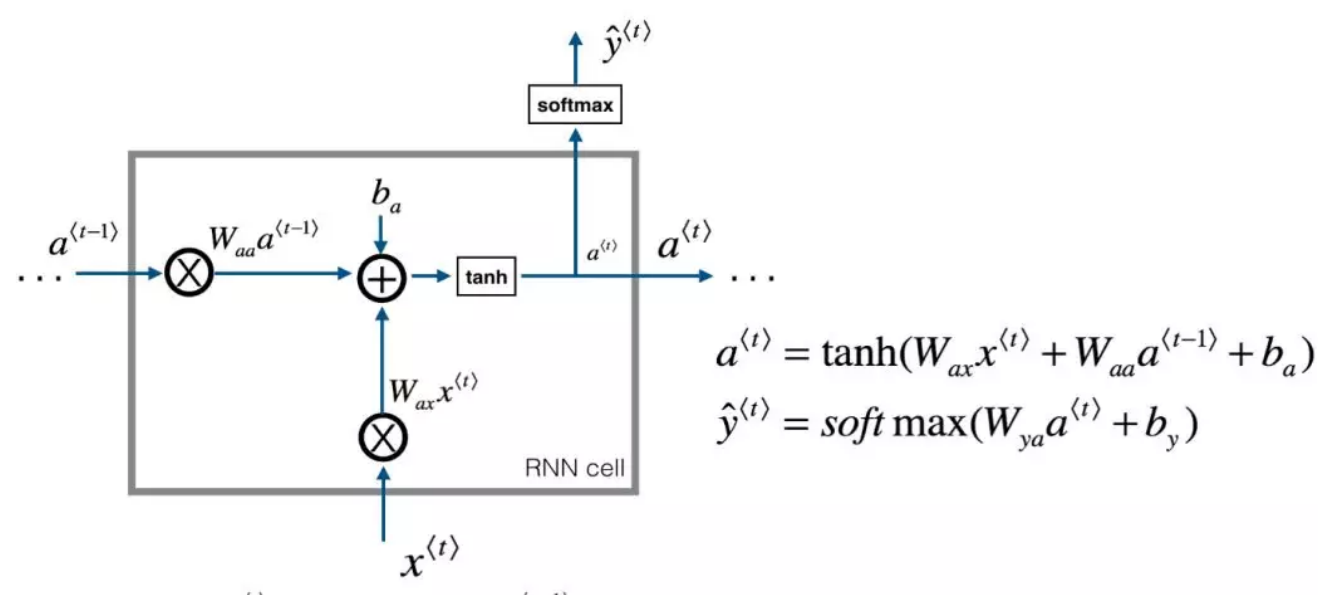 ŷ⟨t⟩
softmax
b_a
a⟨t−1⟩
W_aa a⟨t−1⟩
a⟨t⟩
a⟨t⟩
...
tanh
...
a⟨t⟩ = tanh(W_ax x⟨t⟩ + W_aa a⟨t−1⟩ + b_a)
W_ax x⟨t⟩
ŷ⟨t⟩ = soft max(W_ya a⟨t⟩ + b_y)
RNN cell
x⟨t⟩